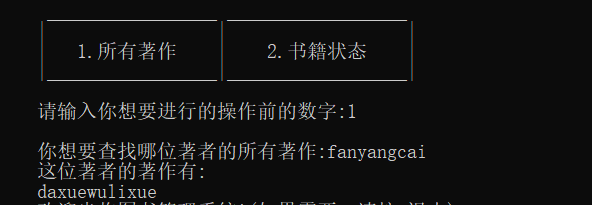 1.所有著作 2.书籍状态
请输入你想要进行的操作前的数字:1
你想要查找哪位著者的所有著作:fanyangcai
这位著者的著作有:
daxuewulixue